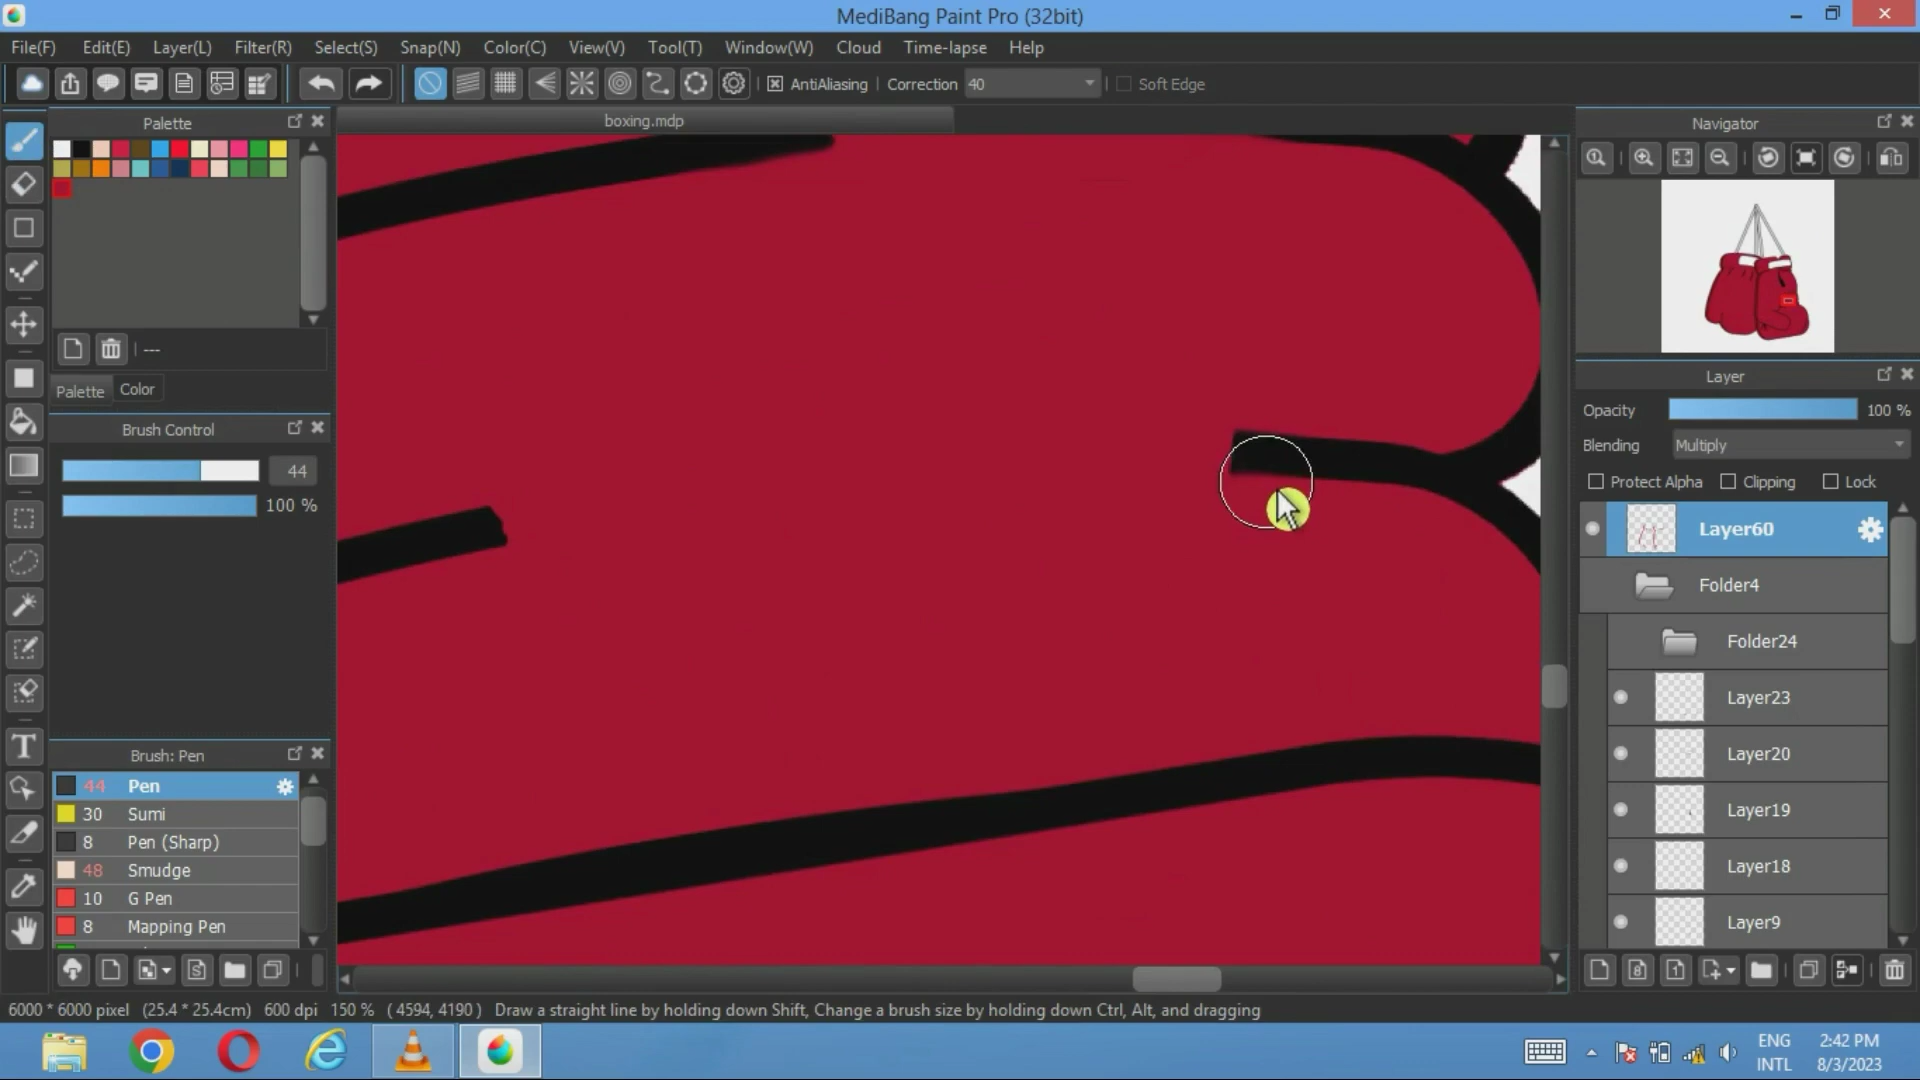 MediBang Paint Pro (32bit)
File(F) Edit(E) Layer(L) Filter(R) Select(S) Snap(N) Color(C) View(V) Tool(T) Window(W) Cloud Time-lapse Help
AntiAliasing Correction 40 Soft Edge
Palette
boxing.mdp
Navigator
---
Palette Color
Brush Control
44
100 %
Layer
Opacity 100 %
Blending Multiply
Protect Alpha Clipping Lock
Layer60
Folder4
Folder24
Layer23
Layer20
Layer19
Layer18
Layer9
Brush: Pen
44 Pen
30 Sumi
8 Pen (Sharp)
48 Smudge
10 G Pen
8 Mapping Pen
6000 * 6000 pixel (25.4 * 25.4cm) 600 dpi 150 % ( 4594, 4190 ) Draw a straight line by holding down Shift, Change a brush size by holding down Ctrl, Alt, and dragging
ENG
INTL
2:42 PM
8/3/2023